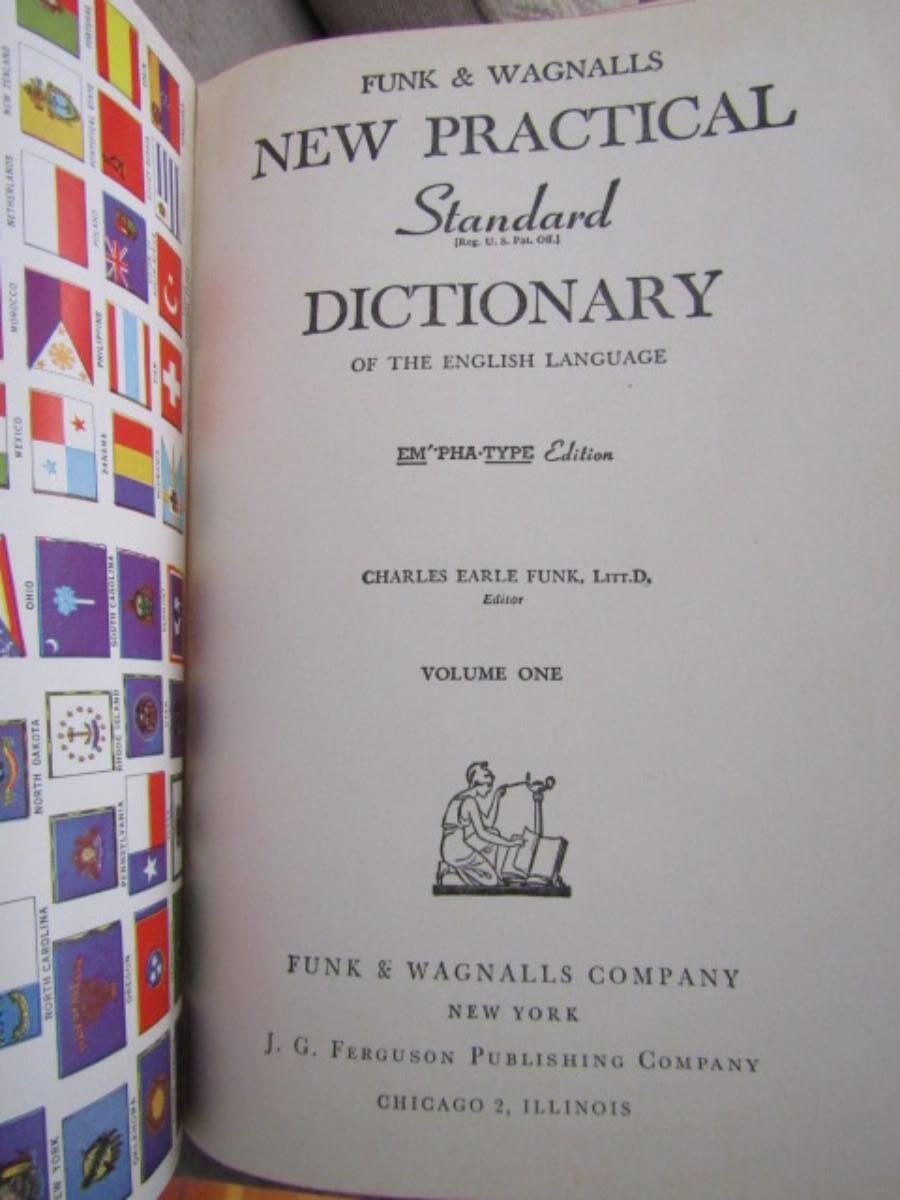 FUNK & WAGNALLS
NEW PRACTICAL
Standard
[Reg. U. S. Pat. Off.]
DICTIONARY
OF THE ENGLISH LANGUAGE
EM′·PHA·TYPE Edition
CHARLES EARLE FUNK, LITT.D.
Editor
VOLUME ONE
FUNK & WAGNALLS COMPANY
NEW YORK
J. G. FERGUSON PUBLISHING COMPANY
CHICAGO 2, ILLINOIS
NEW ZEALAND
NETHERLANDS
MOROCCO
MEXICO
PORTUGAL
POLAND
PHILIPPINE
PANAMA
OHIO
NORTH DAKOTA
NORTH CAROLINA
SOUTH CAROLINA
RHODE ISLAND
PENNSYLVANIA
OREGON
OKLAHOMA